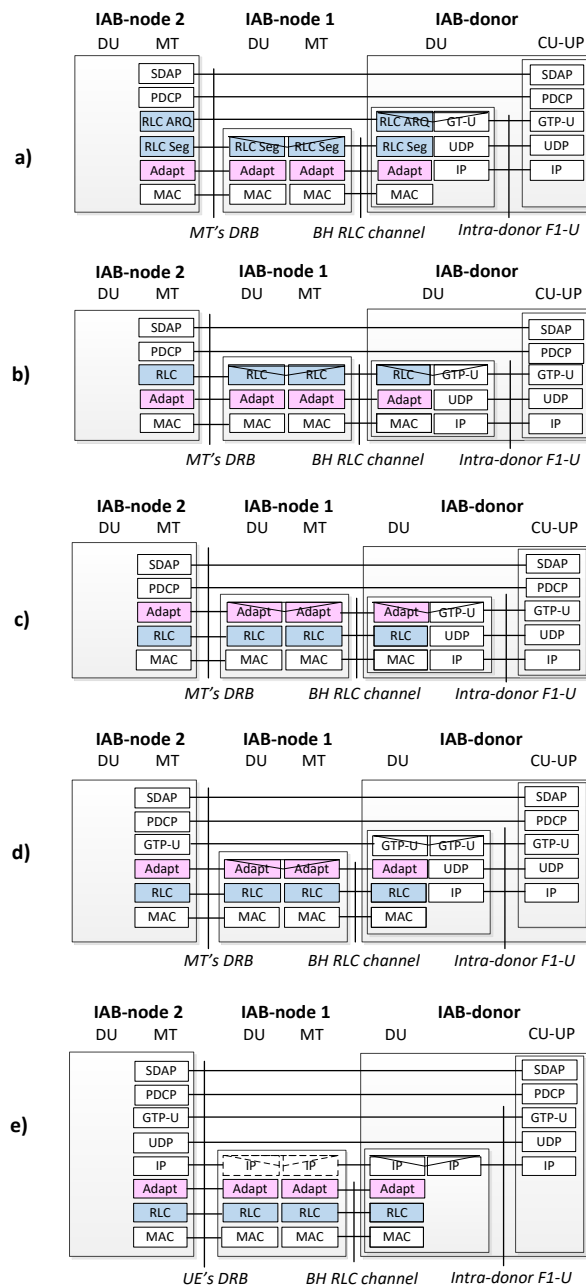 IAB-node 2 IAB-node 1 IAB-donor
DU MT DU MT DU CU-UP
SDAP SDAP
PDCP PDCP
RLC ARQ RLC ARQ GT-U GTP-U
a)
RLC Seg RLC Seg RLC Seg RLC Seg UDP UDP
Adapt Adapt Adapt Adapt IP IP
MAC MAC MAC MAC
MT's DRB BH RLC channel Intra-donor F1-U
IAB-node 2 IAB-node 1 IAB-donor
DU MT DU MT DU CU-UP
SDAP SDAP
PDCP PDCP
b)
RLC RLC RLC RLC GTP-U GTP-U
Adapt Adapt Adapt Adapt UDP UDP
MAC MAC MAC MAC IP IP
MT's DRB BH RLC channel Intra-donor F1-U
IAB-node 2 IAB-node 1 IAB-donor
DU MT DU MT DU CU-UP
SDAP SDAP
PDCP PDCP
c)
Adapt Adapt Adapt Adapt GTP-U GTP-U
RLC RLC RLC RLC UDP UDP
MAC MAC MAC MAC IP IP
MT's DRB BH RLC channel Intra-donor F1-U
IAB-node 2 IAB-node 1 IAB-donor
DU MT DU MT DU CU-UP
SDAP SDAP
PDCP PDCP
d)
GTP-U GTP-U GTP-U GTP-U
Adapt Adapt Adapt Adapt UDP UDP
RLC RLC RLC RLC IP IP
MAC MAC MAC MAC
MT's DRB BH RLC channel Intra-donor F1-U
IAB-node 2 IAB-node 1 IAB-donor
DU MT DU MT DU CU-UP
SDAP SDAP
PDCP PDCP
GTP-U GTP-U
e)
UDP UDP
IP IP IP IP IP IP
Adapt Adapt Adapt Adapt
RLC RLC RLC RLC
MAC MAC MAC MAC
UE's DRB BH RLC channel Intra-donor F1-U